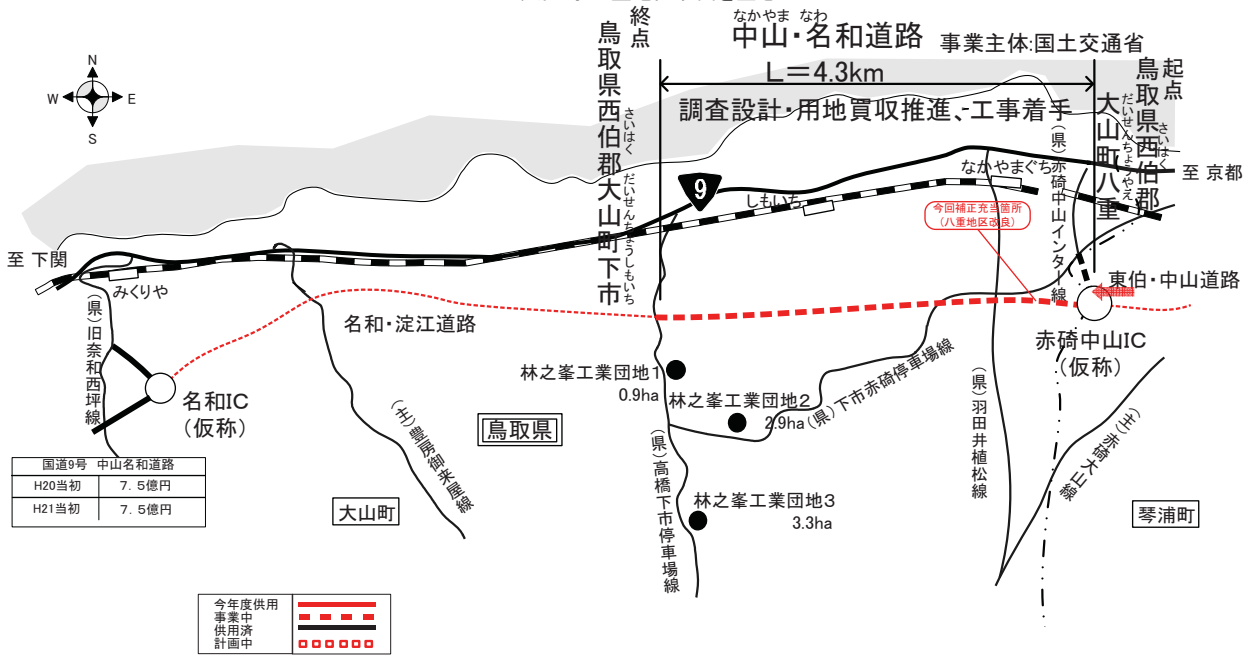 なかやま なわ
中山・名和道路 事業主体:国土交通省
L=4.3km
調査設計・用地買収推進、-工事着手
終点
鳥取県西伯郡大山町下市
さいはく だいせんちょうしもいち
起点
鳥取県西伯郡
さいはく
大山町八重
だいせんちょうやえ
N
W E
S
至 京都
至 下関
9
なかやまぐち
しもいち
みくりや
(県)赤碕中山インター線
今回補正充当箇所
(八重地区改良)
東伯・中山道路
赤碕中山IC
(仮称)
名和・淀江道路
(県)旧奈和西坪線
名和IC
(仮称)
林之峯工業団地1
0.9ha
林之峯工業団地2
2.9ha
(県)下市赤碕停車場線
林之峯工業団地3
3.3ha
(主)豊房御来屋線
(県)高橋下市停車場線
(県)羽田井植松線
(主)赤碕大山線
鳥取県
大山町
琴浦町
国道9号 中山名和道路
H20当初 7.5億円
H21当初 7.5億円
今年度供用
事業中
供用済
計画中